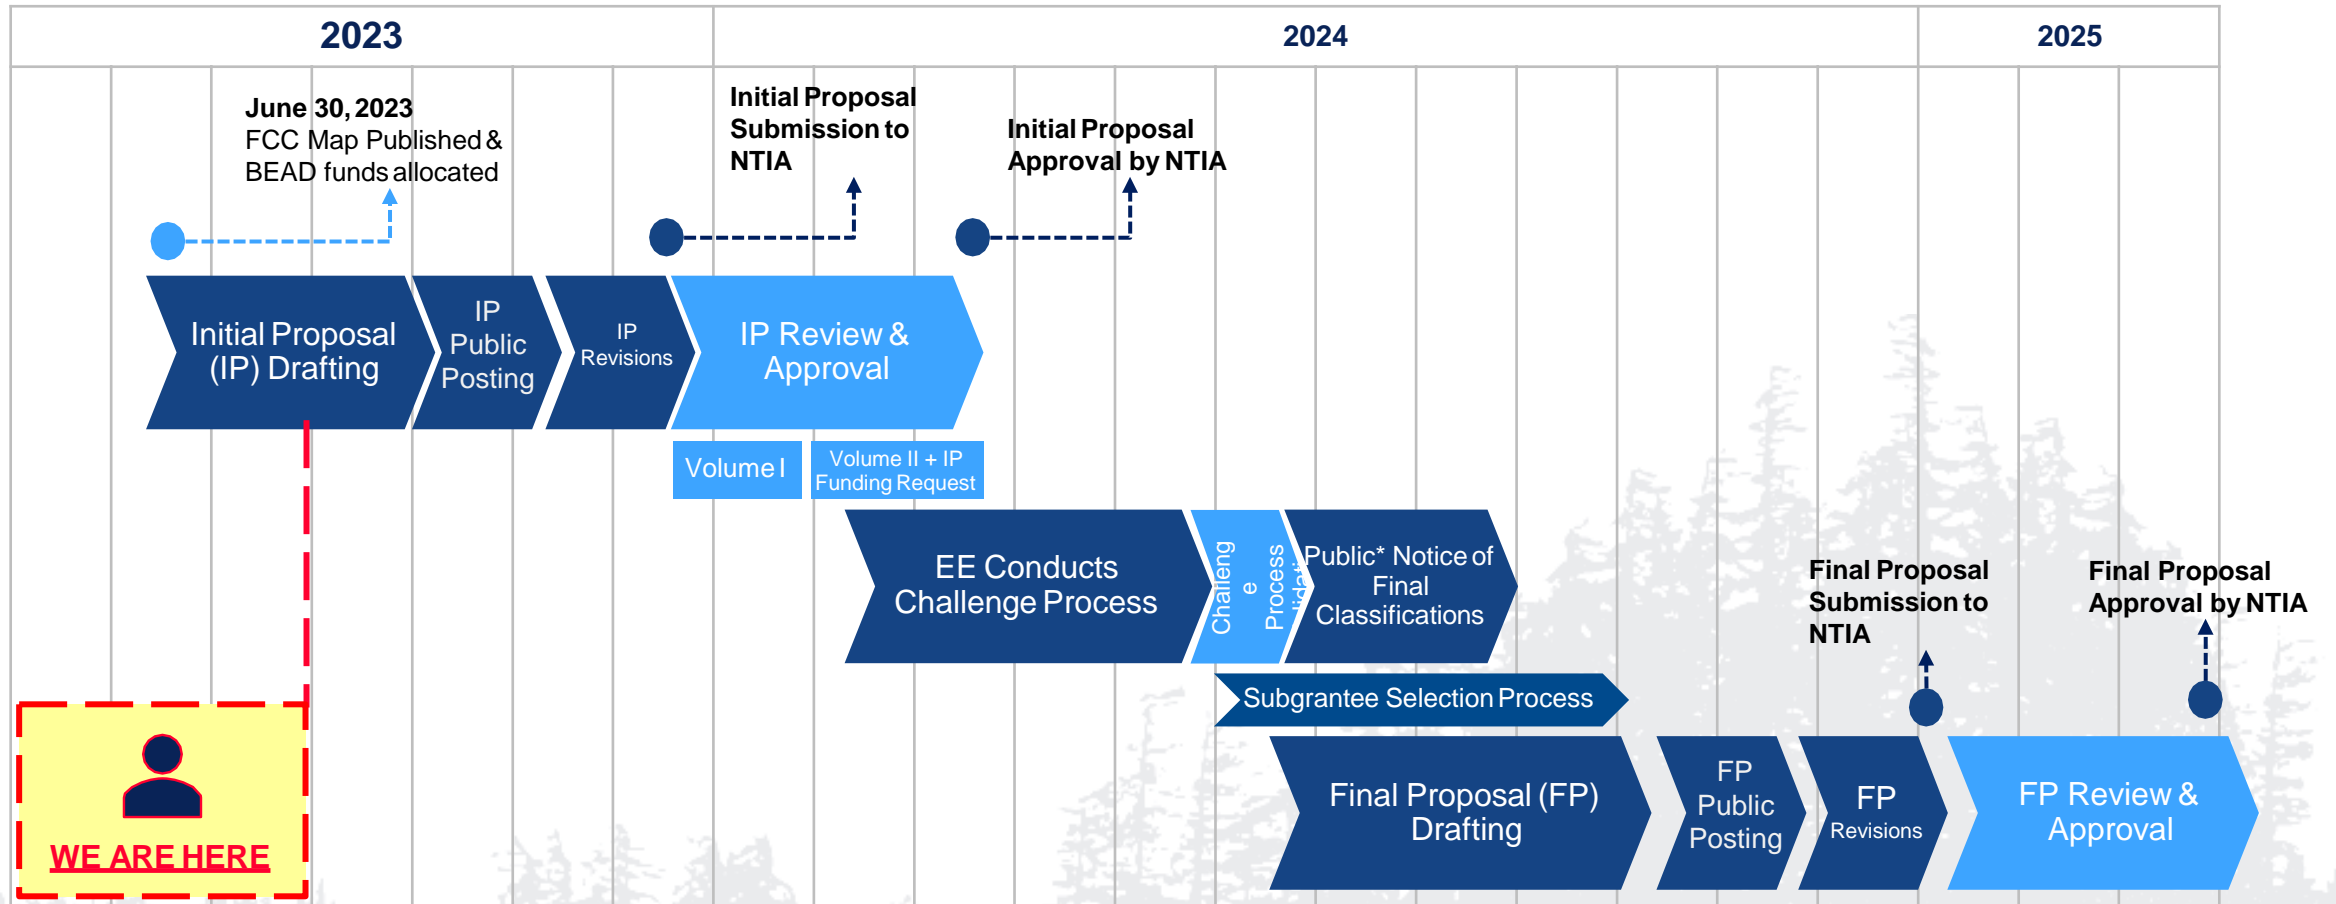 2023
2024
2025
June 30, 2023
FCC Map Published &
BEAD funds allocated
Initial Proposal
Submission to
NTIA
Initial Proposal
Approval by NTIA
Initial Proposal
(IP) Drafting
IP
Public
Posting
IP
Revisions
IP Review &
Approval
Volume I
Volume II + IP
Funding Request
EE Conducts
Challenge Process
Challeng
e
Process
Public* Notice of
Final
Classifications
Subgrantee Selection Process
Final Proposal
Submission to
NTIA
Final Proposal
Approval by NTIA
Final Proposal (FP)
Drafting
FP
Public
Posting
FP
Revisions
FP Review &
Approval
WE ARE HERE